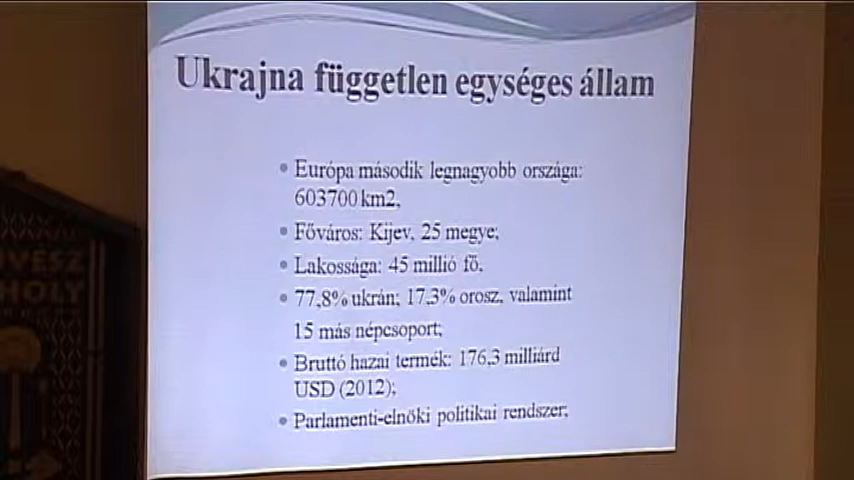 Ukrajna független egységes állam
Európa második legnagyobb országa:
603700 km2,
Főváros: Kijev, 25 megye;
Lakossága: 45 millió fő,
77,8% ukrán; 17,3% orosz, valamint
15 más népcsoport;
Bruttó hazai termék: 176,3 milliárd
USD (2012);
Parlamenti-elnöki politikai rendszer;